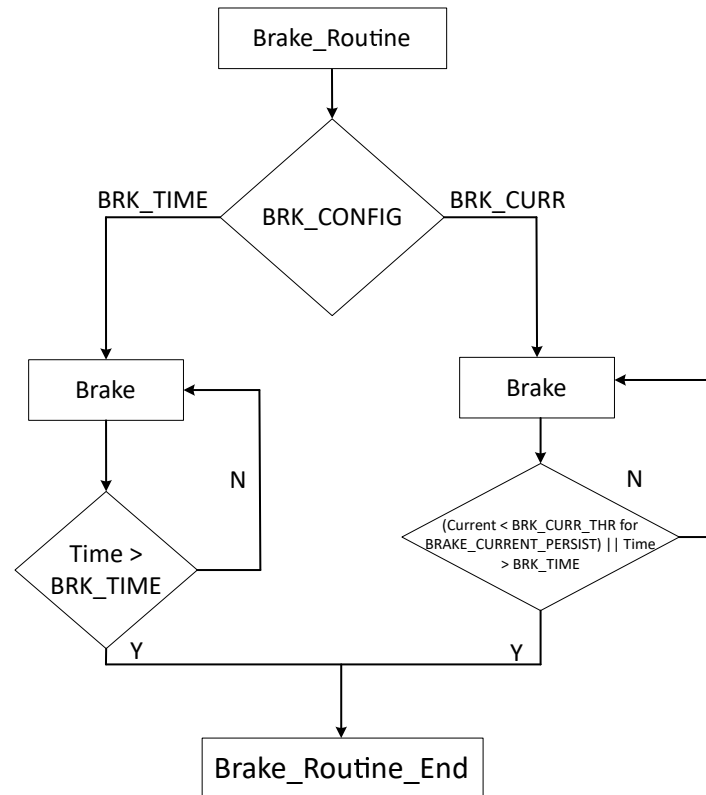 Brake_Routine
BRK_TIME
BRK_CONFIG
BRK_CURR
Brake
Brake
N
N
Time >
BRK_TIME
(Current < BRK_CURR_THR for
BRAKE_CURRENT_PERSIST) || Time
> BRK_TIME
Y
Y
Brake_Routine_End